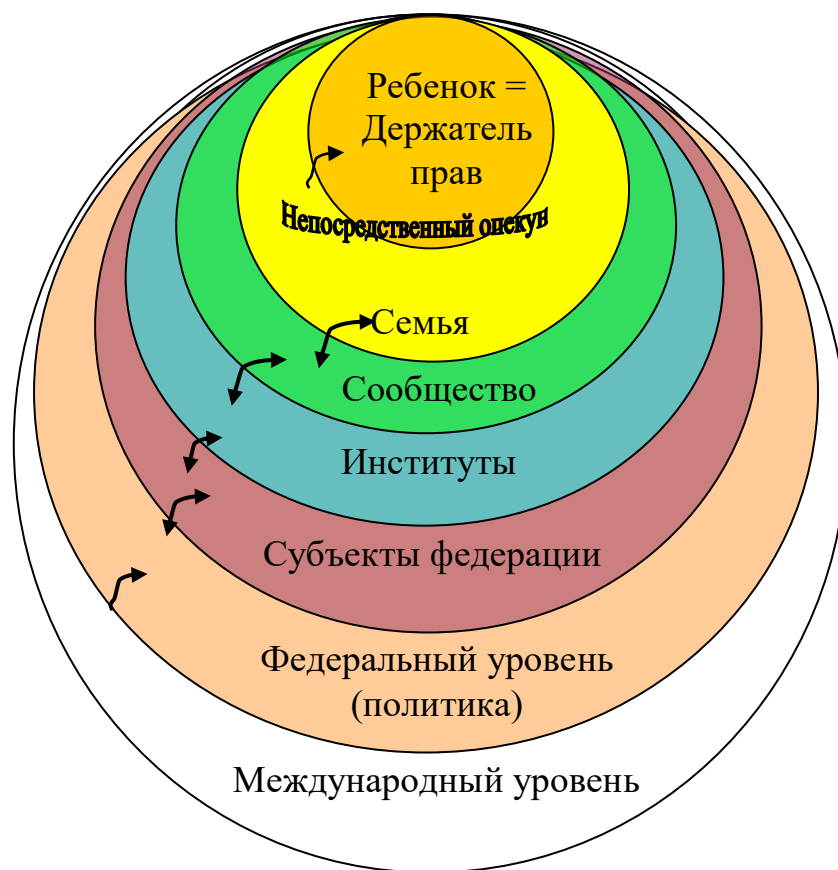 Ребенок =
Держатель
прав
Непосредственный опекун
Семья
Сообщество
Институты
Субъекты федерации
Федеральный уровень
(политика)
Международный уровень